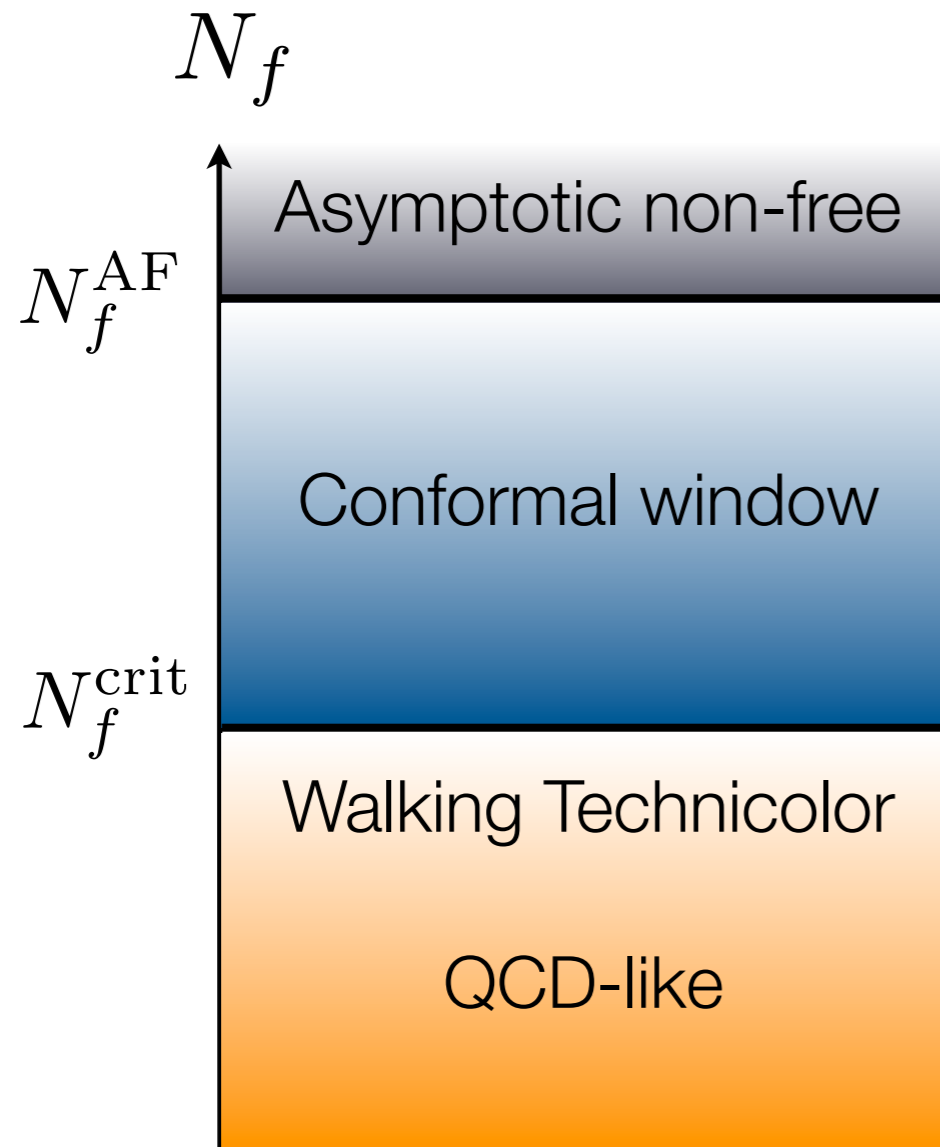 N_f
Asymptotic non-free
N_f^AF
Conformal window
N_f^crit
Walking Technicolor
QCD-like